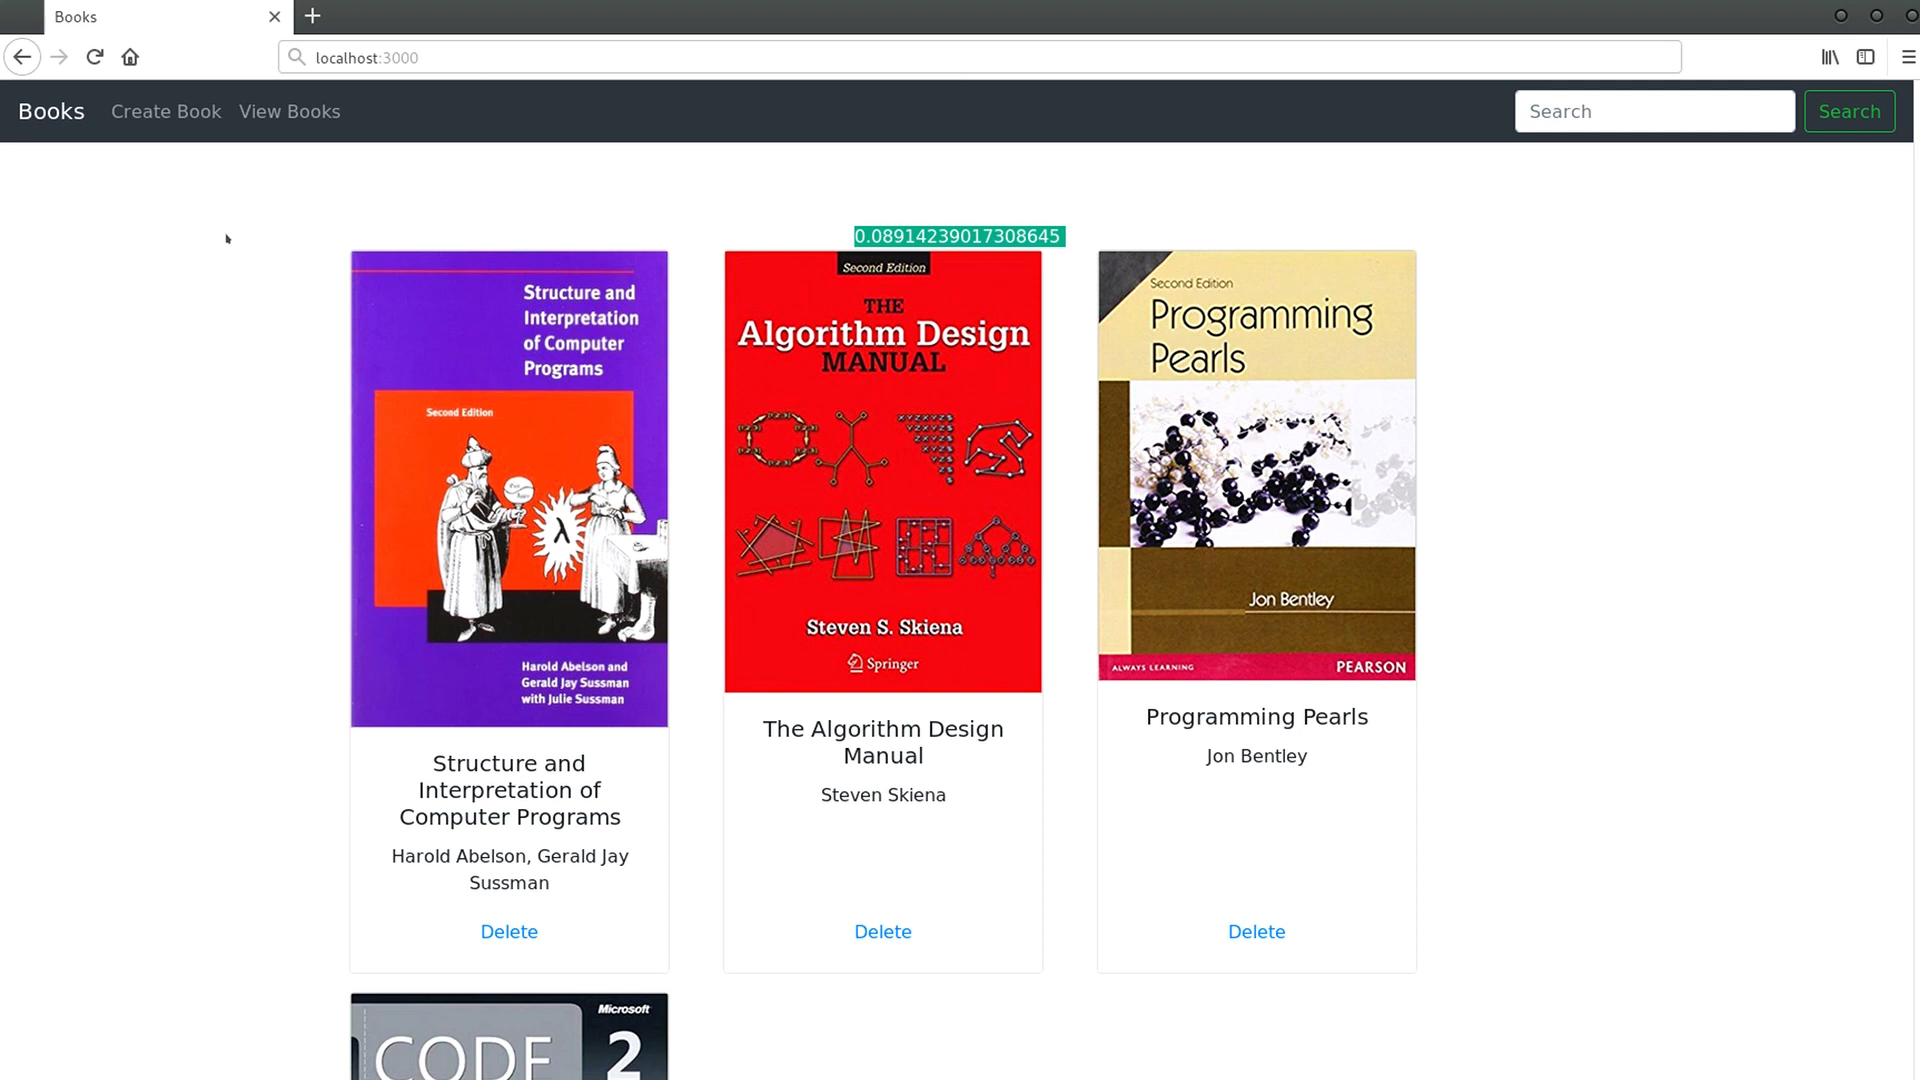 Books
localhost:3000
Books
Create Book
View Books
Search
Search
0.08914239017308645
Structure and
Interpretation
of Computer
Programs
Second Edition
λ
Harold Abelson and
Gerald Jay Sussman
with Julie Sussman
Structure and
Interpretation of
Computer Programs
Harold Abelson, Gerald Jay
Sussman
Delete
Second Edition
THE
Algorithm Design
MANUAL
Steven S. Skiena
Springer
The Algorithm Design
Manual
Steven Skiena
Delete
Second Edition
Programming
Pearls
Jon Bentley
ALWAYS LEARNING
PEARSON
Programming Pearls
Jon Bentley
Delete
Microsoft
CODE
2